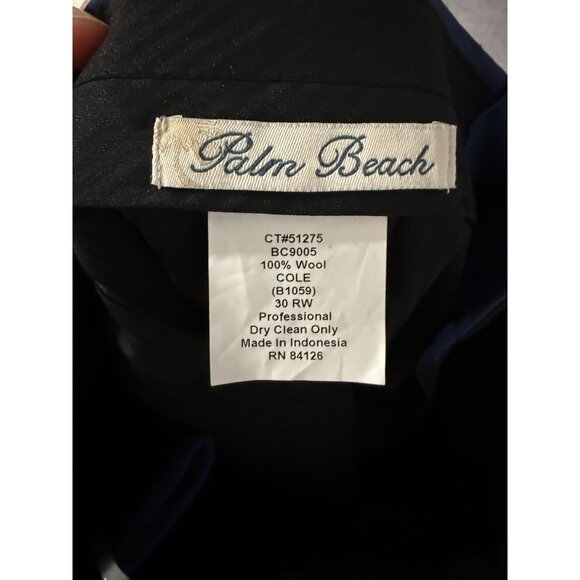 Palm Beach
CT#51275
BC9005
100% Wool
COLE
(B1059)
30 RW
Professional
Dry Clean Only
Made In Indonesia
RN 84126